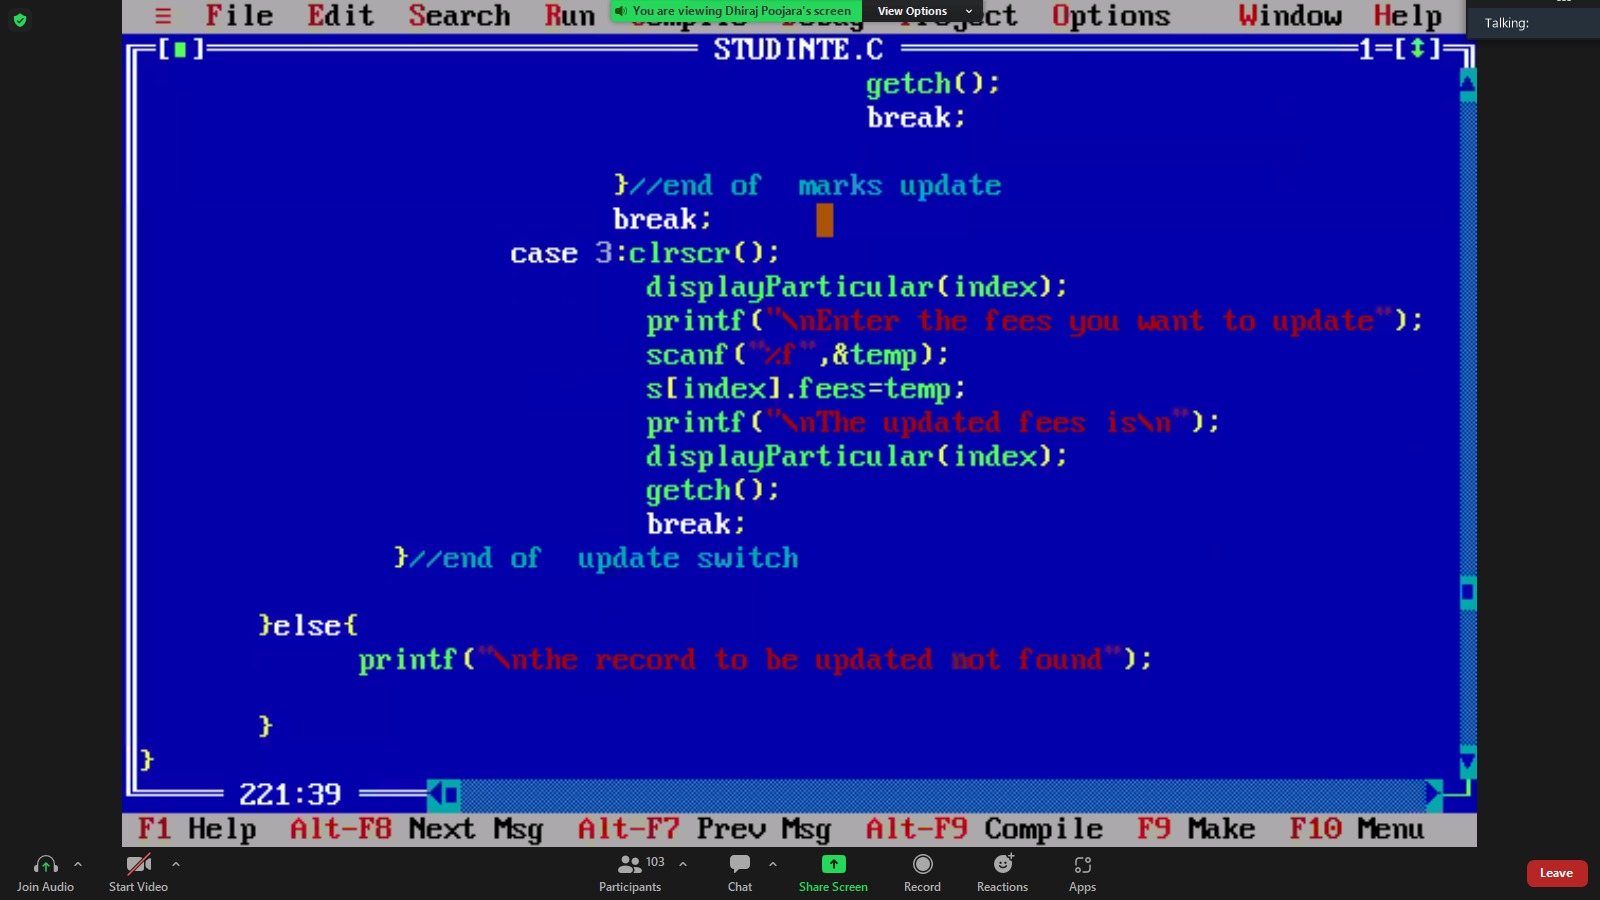 ≡ File Edit Search Run Compile Debug Project Options Window Help
You are viewing Dhiraj Poojara's screen View Options
Talking:
[■] STUDINTE.C 1=[↕]
getch();
break;
}//end of  marks update
break;
case 3:clrscr();
displayParticular(index);
printf("\nEnter the fees you want to update");
scanf("%f",&temp);
s[index].fees=temp;
printf("\nThe updated fees is\n");
displayParticular(index);
getch();
break;
}//end of  update switch
}else{
printf("\nthe record to be updated not found");
}
}
221:39
F1 Help Alt-F8 Next Msg Alt-F7 Prev Msg Alt-F9 Compile F9 Make F10 Menu
103
Join Audio Start Video Participants Chat Share Screen Record Reactions Apps Leave